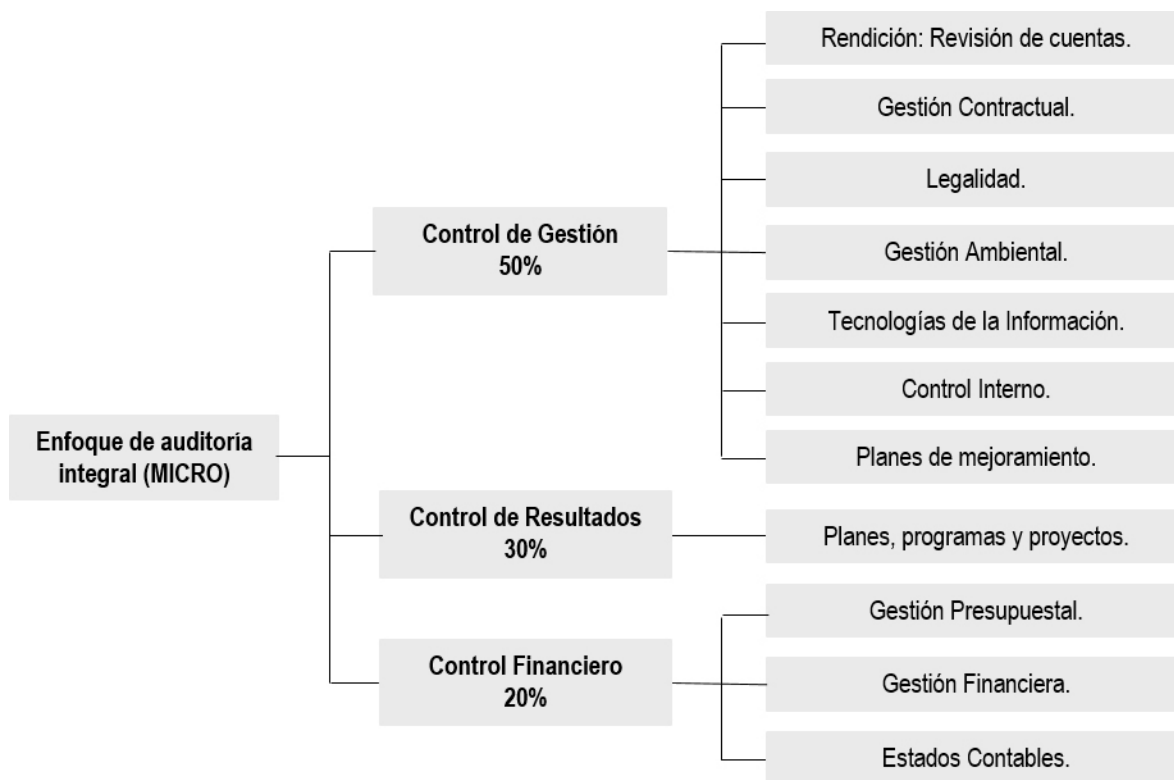 Enfoque de auditoría
integral (MICRO)
Control de Gestión
50%
Rendición: Revisión de cuentas.
Gestión Contractual.
Legalidad.
Gestión Ambiental.
Tecnologías de la Información.
Control Interno.
Planes de mejoramiento.
Control de Resultados
30%
Planes, programas y proyectos.
Control Financiero
20%
Gestión Presupuestal.
Gestión Financiera.
Estados Contables.